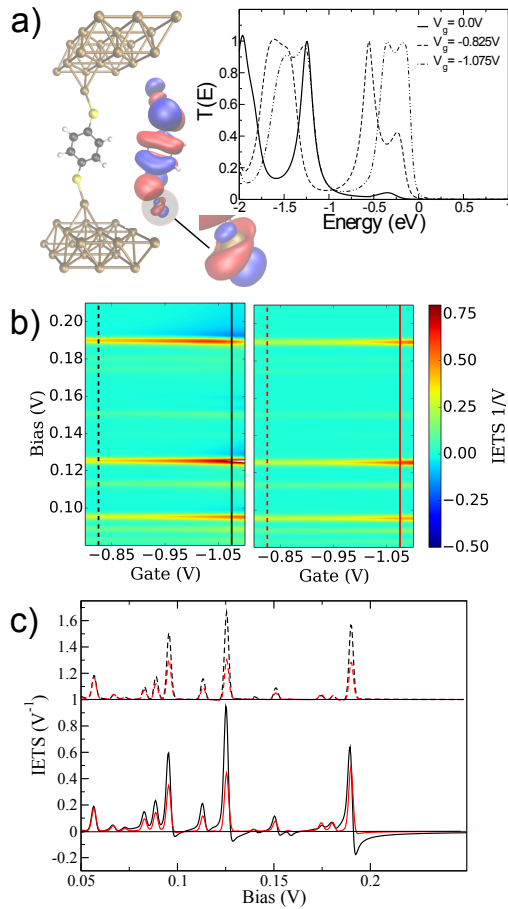 a)
T(E)
1
0.8
0.6
0.4
0.2
0
V_g = 0.0V
V_g = -0.825V
V_g = -1.075V
-2 -1.5 -1 -0.5 0 0.5 1
Energy (eV)
b)
Bias (V)
0.20
0.18
0.16
0.14
0.12
0.10
−0.85 −0.95 −1.05
Gate (V)
−0.85 −0.95 −1.05
Gate (V)
0.75
0.50
0.25
0.00
−0.25
−0.50
IETS 1/V
c)
IETS (V⁻¹)
1.6
1.4
1.2
1
0.8
0.6
0.4
0.2
0
-0.2
0.05 0.1 0.15 0.2
Bias (V)